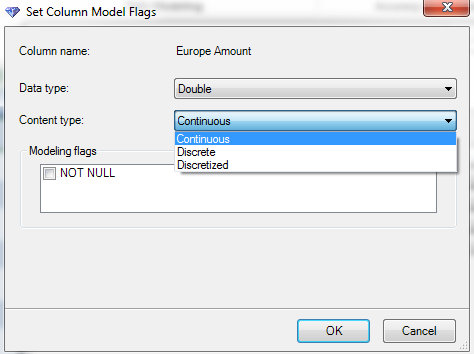 Set Column Model Flags
Column name: Europe Amount
Data type: Double
Content type: Continuous
Continuous
Discrete
Discretized
Modeling flags
NOT NULL
OK Cancel